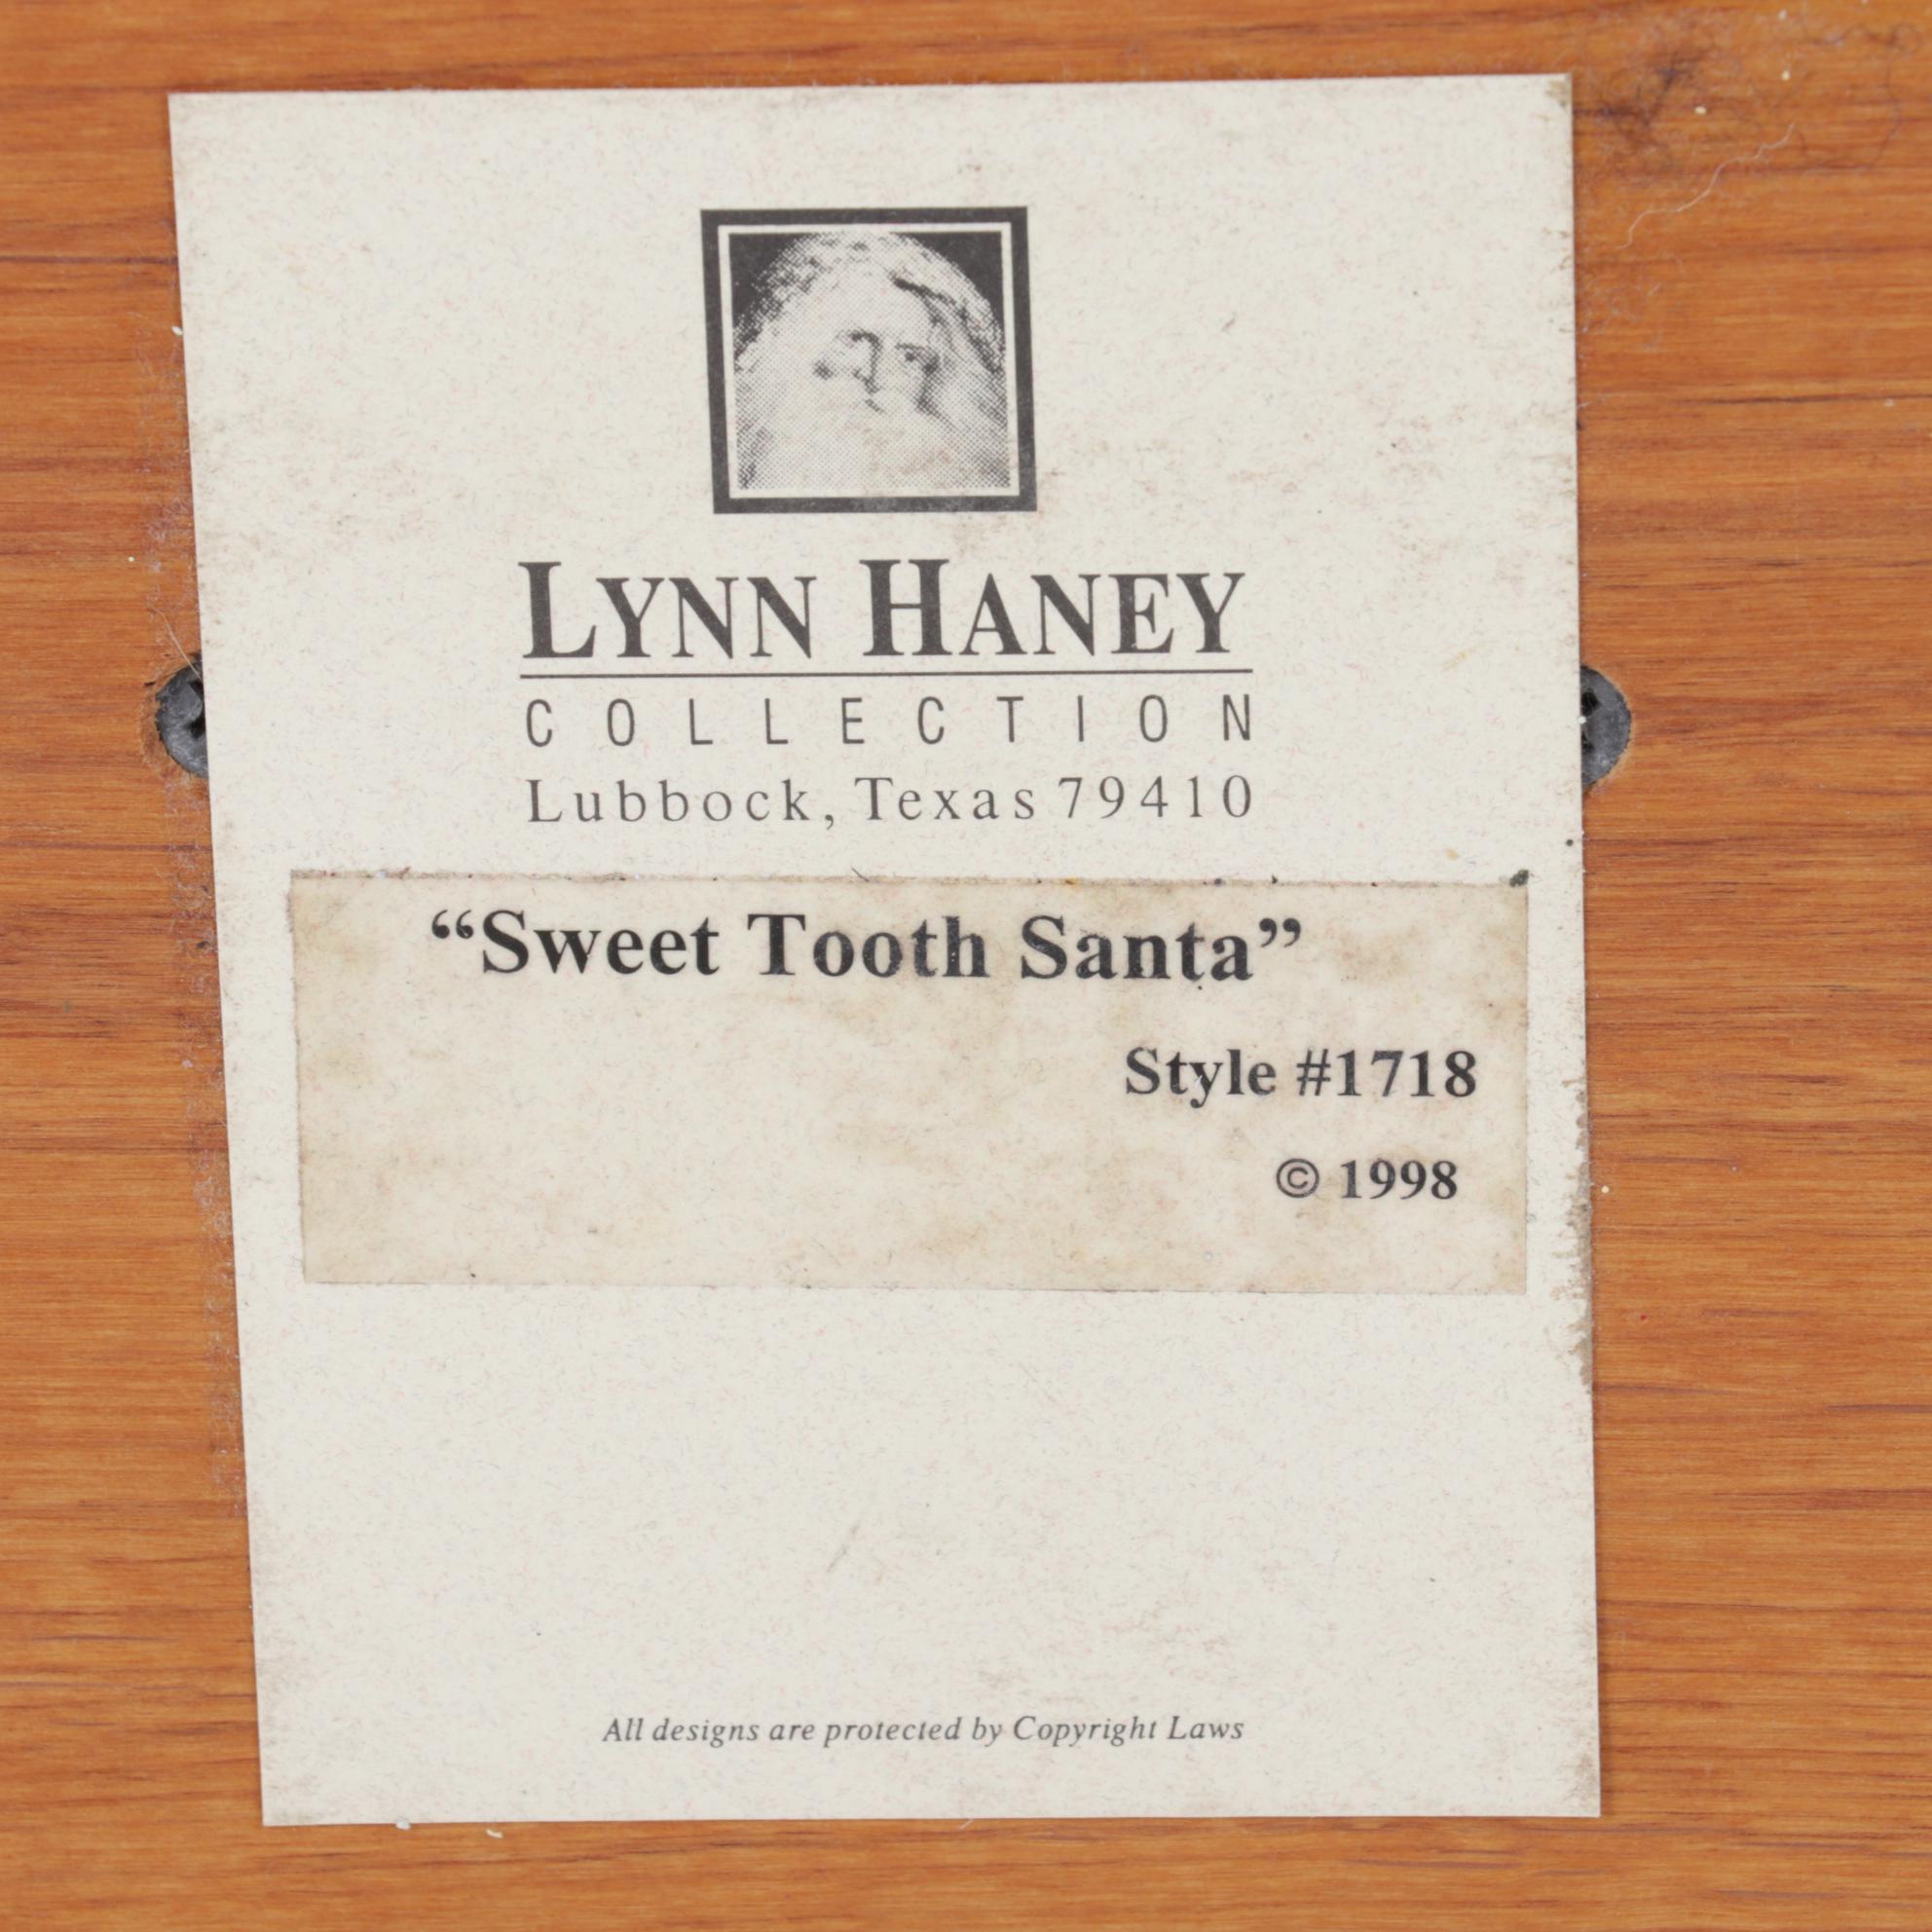 LYNN HANEY
COLLECTION
Lubbock, Texas 79410
“Sweet Tooth Santa”
Style #1718
© 1998
All designs are protected by Copyright Laws